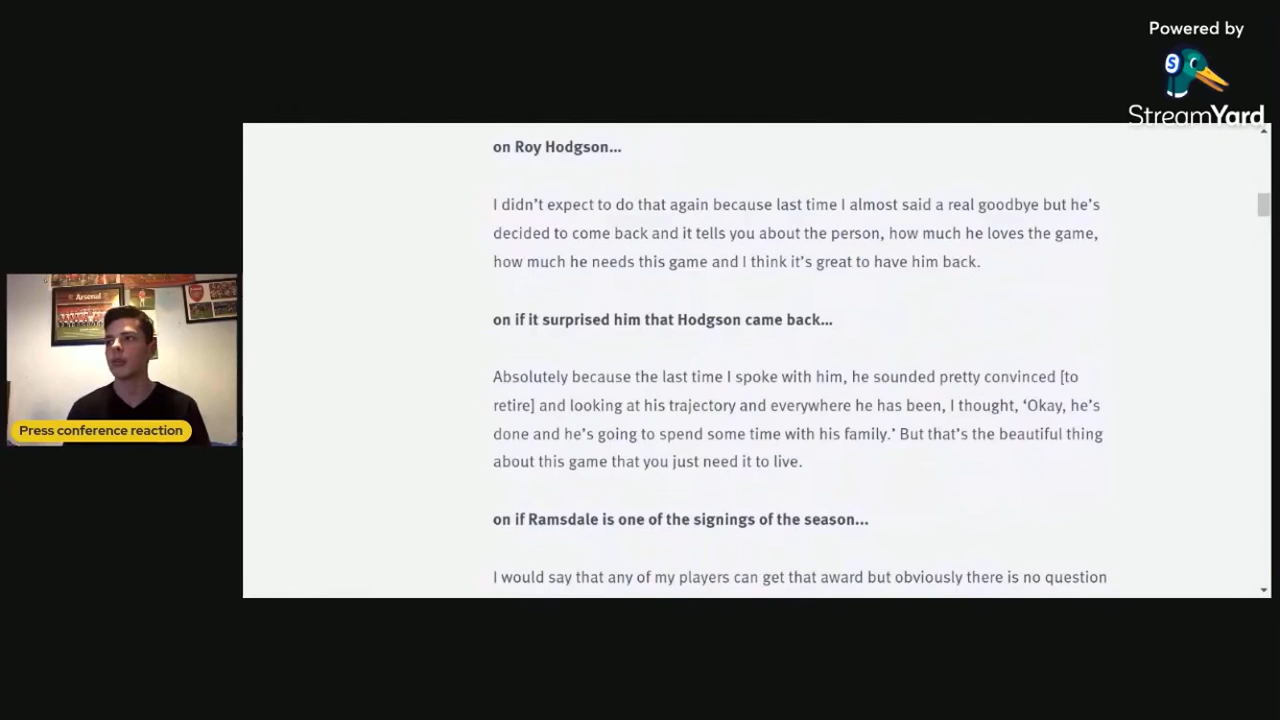 Powered by
StreamYard
on Roy Hodgson...
I didn't expect to do that again because last time I almost said a real goodbye but he's
decided to come back and it tells you about the person, how much he loves the game,
how much he needs this game and I think it's great to have him back.
on if it surprised him that Hodgson came back...
Absolutely because the last time I spoke with him, he sounded pretty convinced [to
retire] and looking at his trajectory and everywhere he has been, I thought, ‘Okay, he's
done and he's going to spend some time with his family.’ But that's the beautiful thing
about this game that you just need it to live.
on if Ramsdale is one of the signings of the season...
I would say that any of my players can get that award but obviously there is no question
Arsenal
Press conference reaction